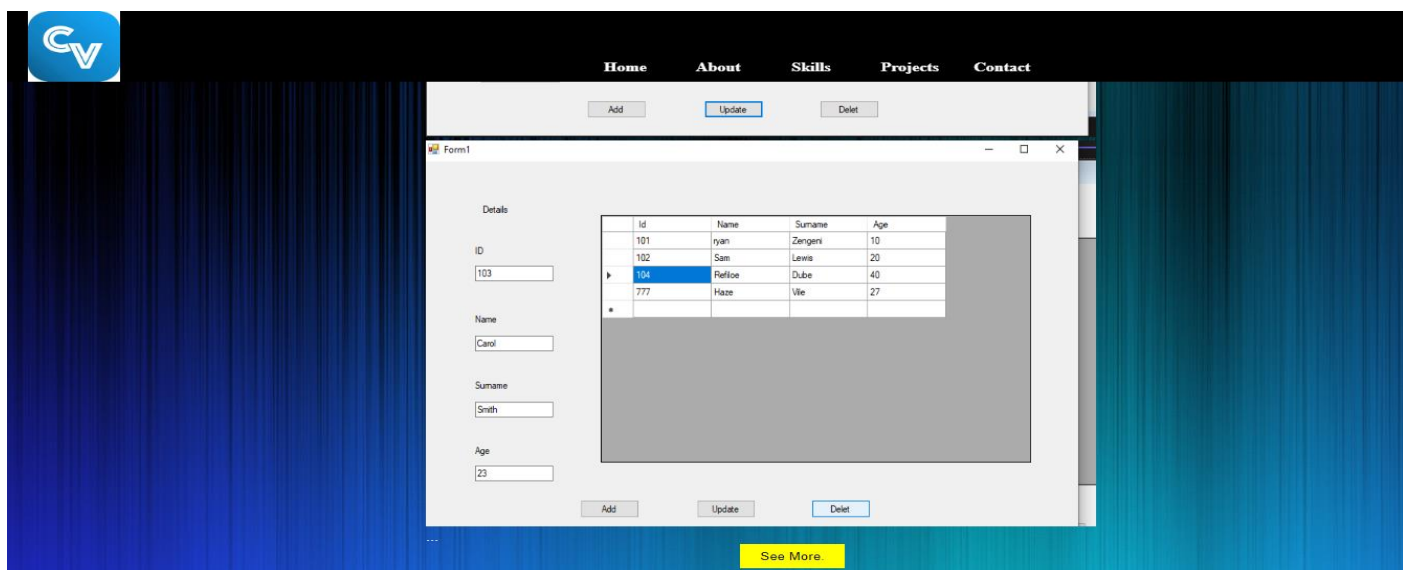 CV
Home About Skills Projects Contact
Add Update Delet
Form1
Details
Id Name Surname Age
101 ryan Zengeni 10
ID
102 Sam Lewis 20
103
104 Refiloe Dube 40
777 Haze Vile 27
Name
Carol
Surname
Smith
Age
23
Add Update Delet
...
See More.